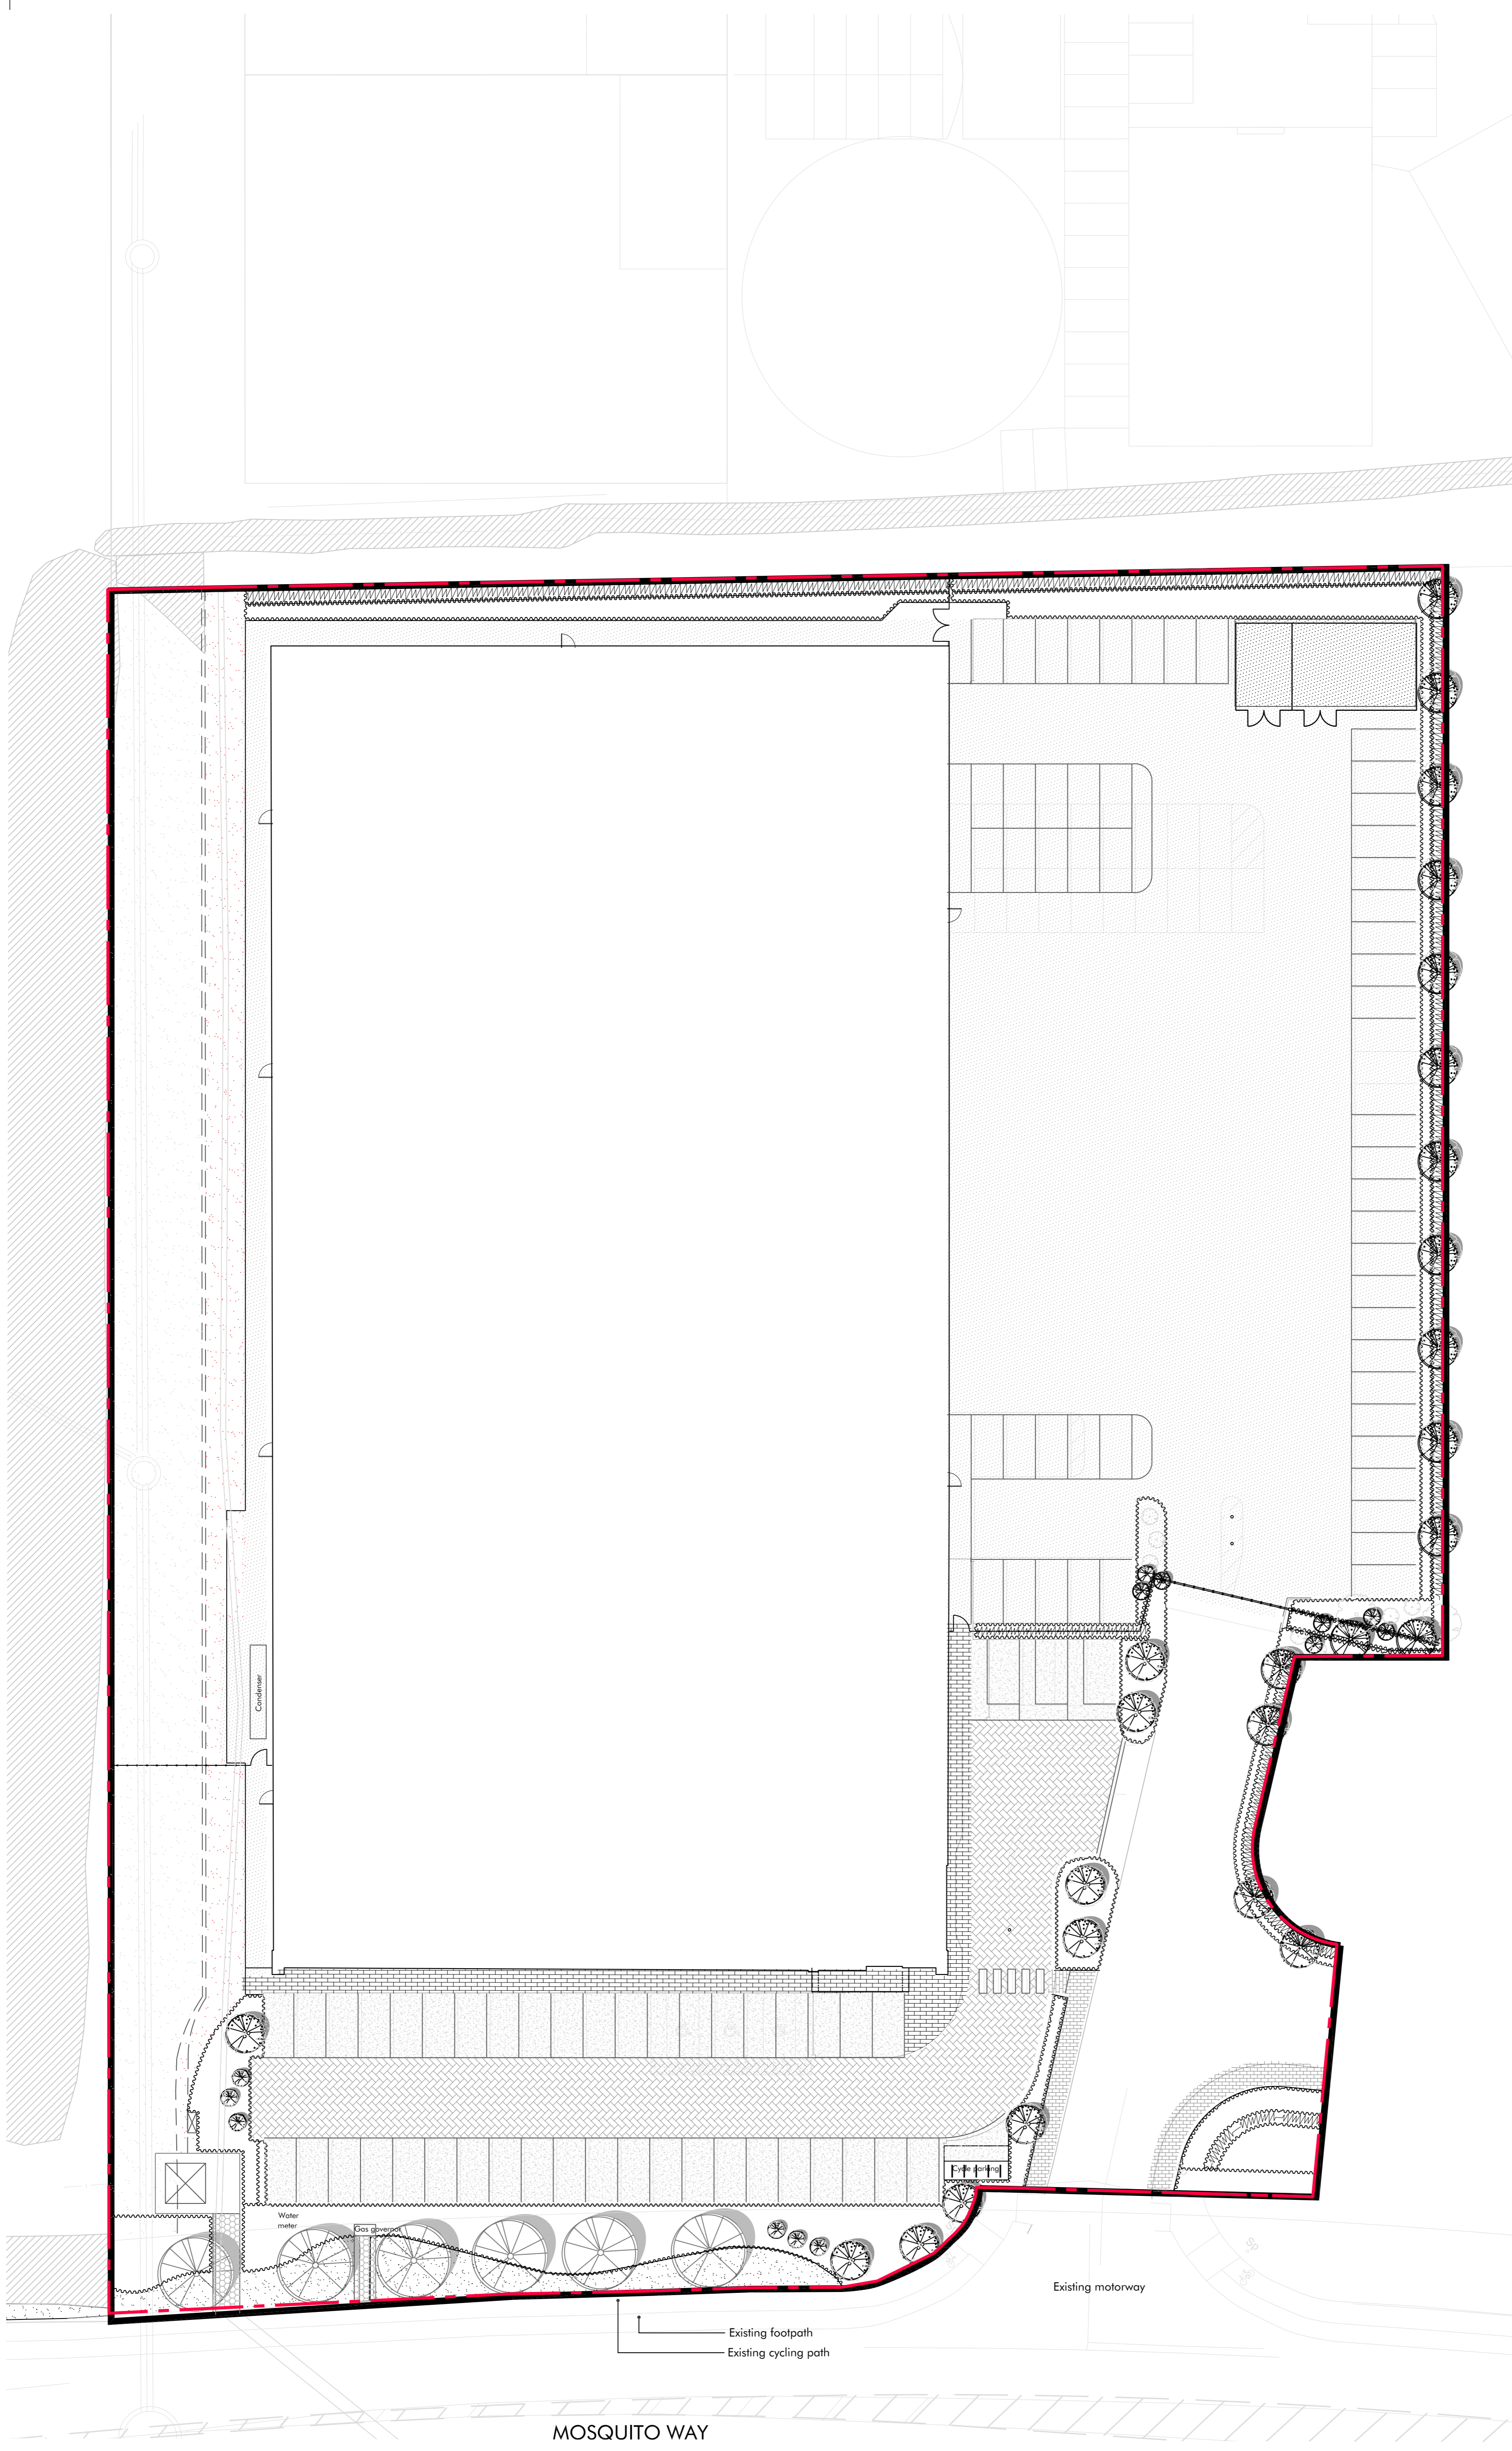 Condenser
Water
meter
Gas governor
Cycle parking
Existing motorway
Existing footpath
Existing cycling path
MOSQUITO WAY